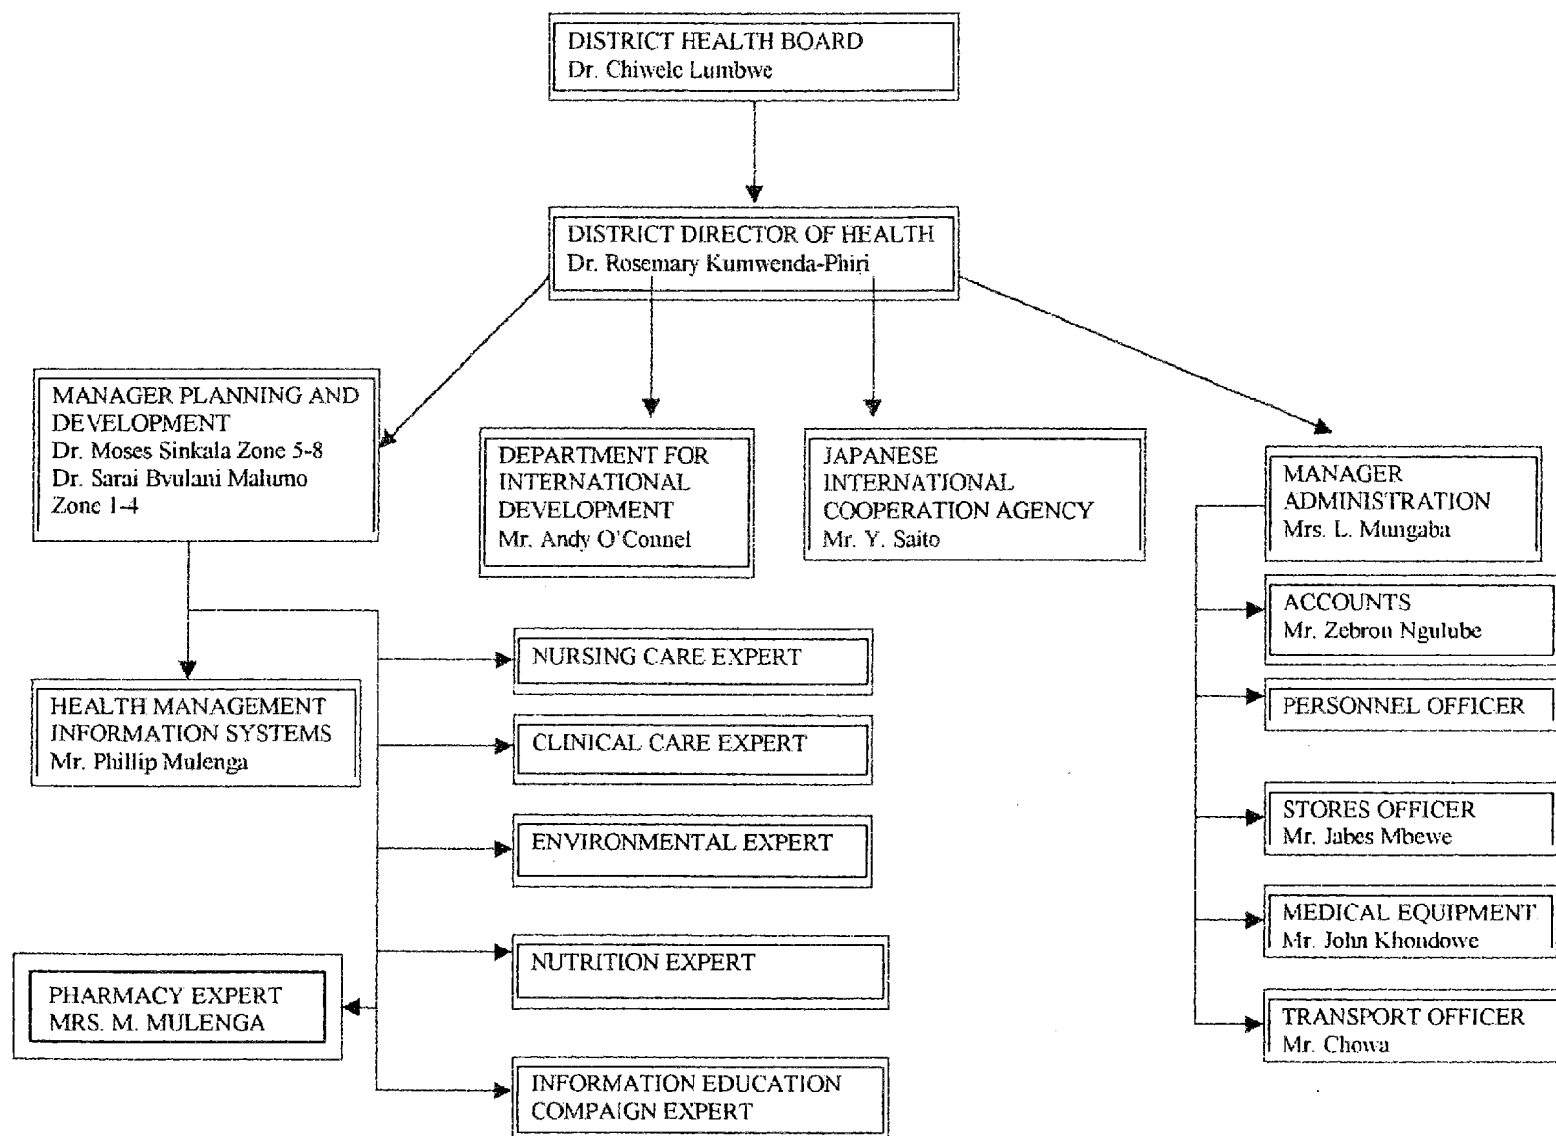 DISTRICT HEALTH BOARD
Dr. Chiwele Lumbwe
DISTRICT DIRECTOR OF HEALTH
Dr. Rosemary Kumwenda-Phiri
MANAGER PLANNING AND
DEVELOPMENT
Dr. Moses Sinkala Zone 5-8
Dr. Sarai Bvulani Malumo
Zone 1-4
DEPARTMENT FOR
INTERNATIONAL
DEVELOPMENT
Mr. Andy O'Connel
JAPANESE
INTERNATIONAL
COOPERATION AGENCY
Mr. Y. Saito
MANAGER
ADMINISTRATION
Mrs. L. Mungaba
ACCOUNTS
Mr. Zebron Ngulube
PERSONNEL OFFICER
STORES OFFICER
Mr. Jabes Mbewe
MEDICAL EQUIPMENT
Mr. John Khondowe
TRANSPORT OFFICER
Mr. Chowa
HEALTH MANAGEMENT
INFORMATION SYSTEMS
Mr. Phillip Mulenga
NURSING CARE EXPERT
CLINICAL CARE EXPERT
ENVIRONMENTAL EXPERT
NUTRITION EXPERT
PHARMACY EXPERT
MRS. M. MULENGA
INFORMATION EDUCATION
COMPAIGN EXPERT